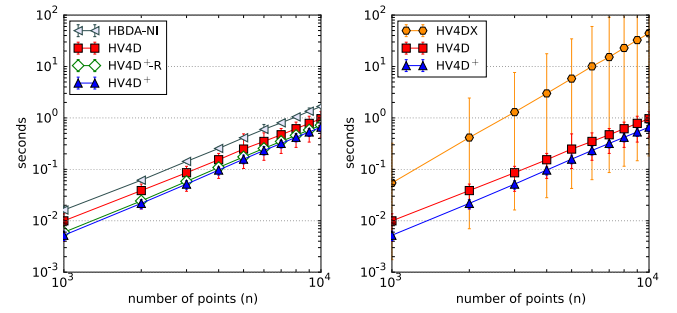 10²
10¹
10⁰
10⁻¹
10⁻²
10⁻³
seconds
HBDA-NI
HV4D
HV4D⁺-R
HV4D⁺
10³
10⁴
number of points (n)
10²
10¹
10⁰
10⁻¹
10⁻²
10⁻³
seconds
HV4DX
HV4D
HV4D⁺
10³
10⁴
number of points (n)